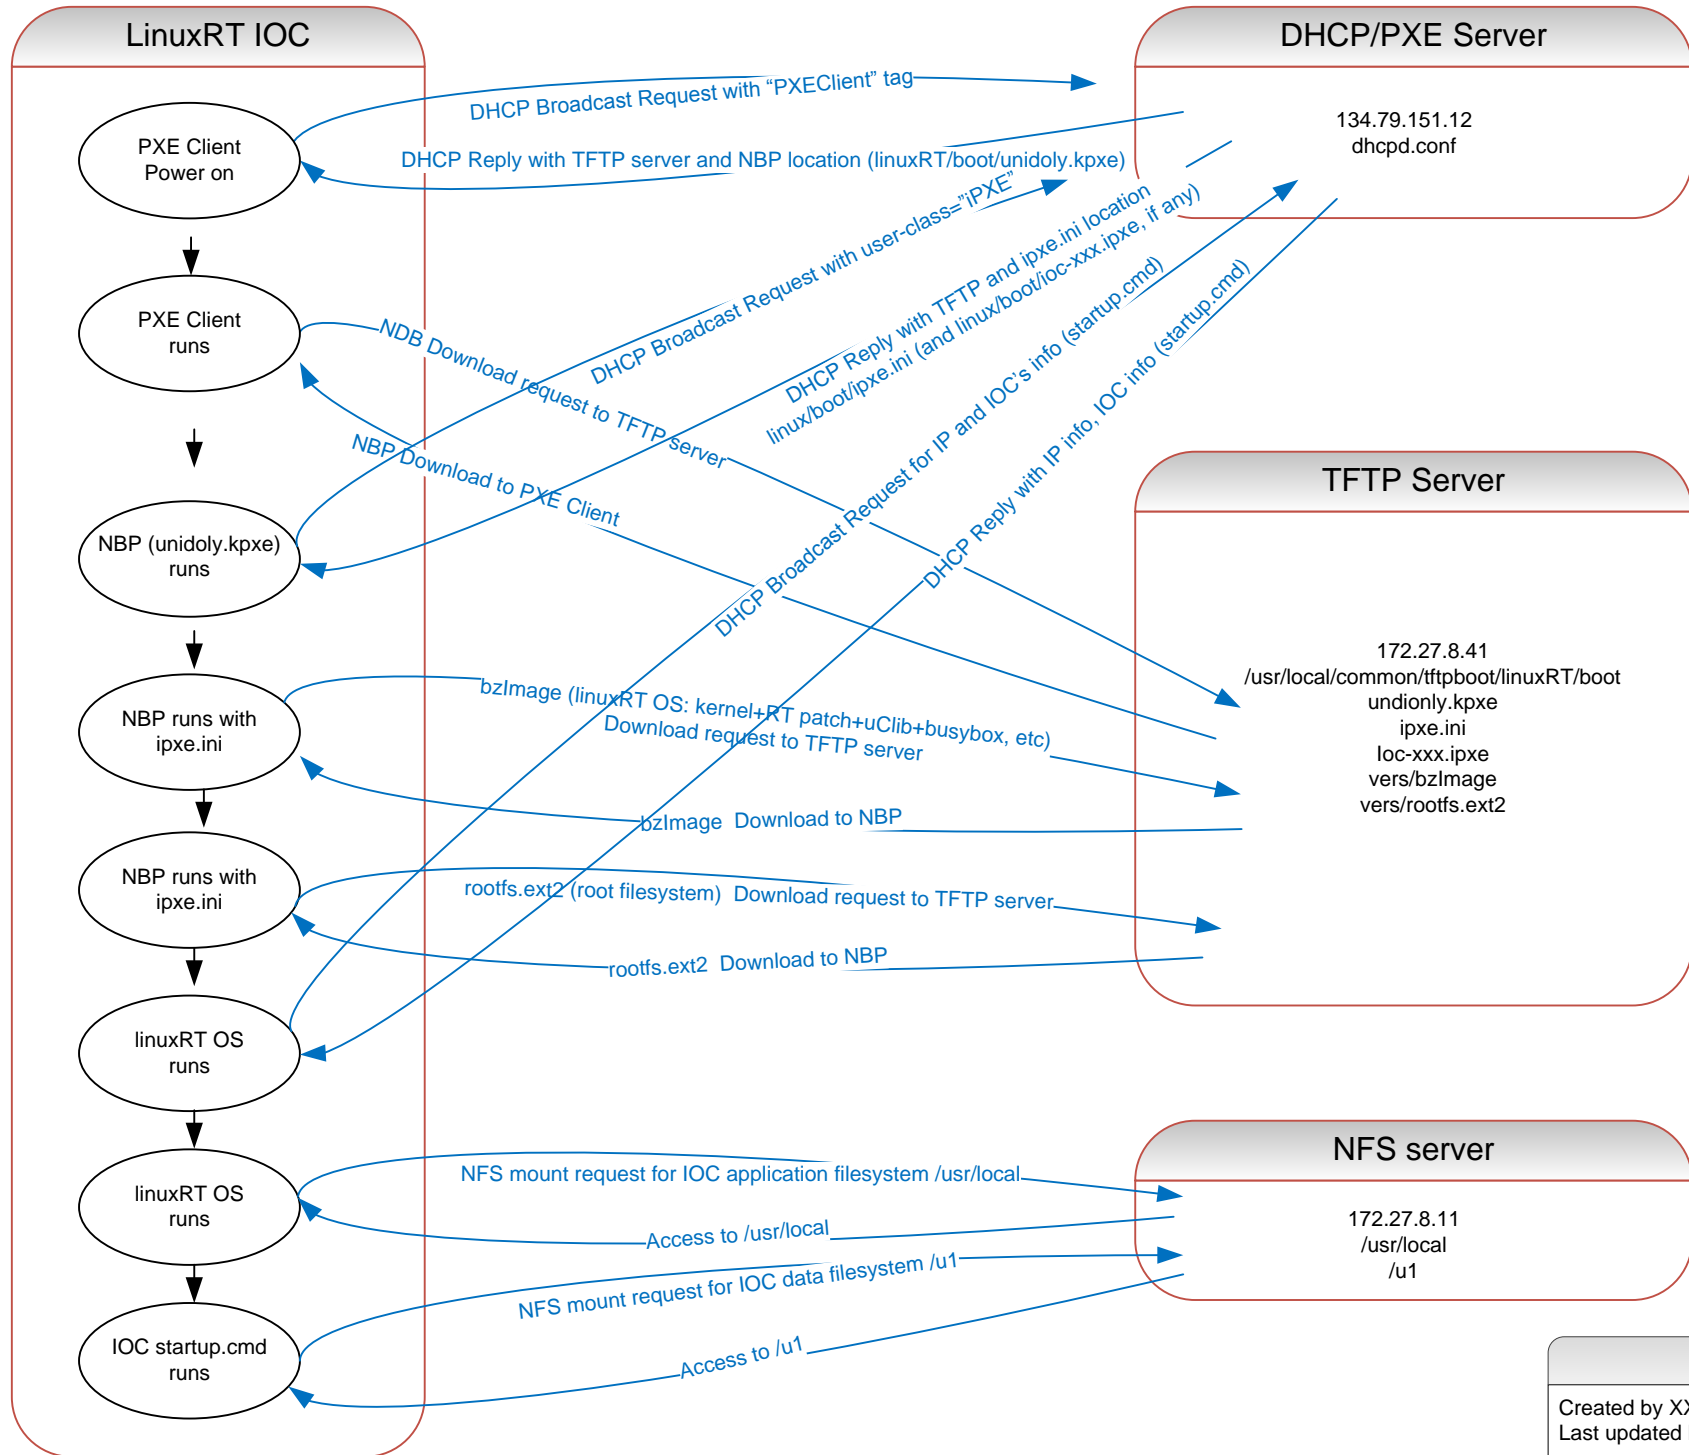 LinuxRT IOC
PXE Client
Power on
PXE Client
runs
NBP (unidoly.kpxe)
runs
NBP runs with
ipxe.ini
NBP runs with
ipxe.ini
linuxRT OS
runs
linuxRT OS
runs
IOC startup.cmd
runs
DHCP Broadcast Request with “PXEClient” tag
DHCP Reply with TFTP server and NBP location (linuxRT/boot/unidoly.kpxe)
NDB Download request to TFTP server
NBP Download to PXE Client
DHCP Broadcast Request with user-class=”iPXE”
DHCP Reply with TFTP and ipxe.ini location
linux/boot/ipxe.ini (and linux/boot/ioc-xxx.ipxe, if any)
bzImage (linuxRT OS: kernel+RT patch+uClib+busybox, etc)
Download request to TFTP server
bzImage  Download to NBP
rootfs.ext2 (root filesystem)  Download request to TFTP server
rootfs.ext2  Download to NBP
DHCP Broadcast Request for IP and IOC’s info (startup.cmd)
DHCP Reply with IP info, IOC info (startup.cmd)
NFS mount request for IOC application filesystem /usr/local
Access to /usr/local
NFS mount request for IOC data filesystem /u1
Access to /u1
DHCP/PXE Server
134.79.151.12
dhcpd.conf
TFTP Server
172.27.8.41
/usr/local/common/tftpboot/linuxRT/boot
undionly.kpxe
ipxe.ini
Ioc-xxx.ipxe
vers/bzImage
vers/rootfs.ext2
NFS server
172.27.8.11
/usr/local
/u1
Created by
Last updated